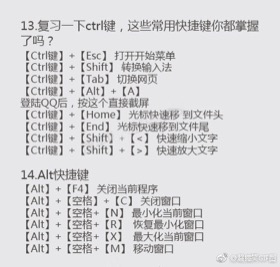 13.复习一下ctrl键，这些常用快捷键你都掌握
了吗？
【Ctrl键】+【Esc】 打开开始菜单
【Ctrl键】+【Shift】 转换输入法
【Ctrl键】+【Tab】 切换网页
【Ctrl键】+【Alt】+【A】
登陆QQ后，按这个直接截屏
【Ctrl键】+【Home】 光标快速移到文件头
【Ctrl键】+【End】 光标快速移到文件尾
【Ctrl键】+【Shift】+【<】 快速缩小文字
【Ctrl键】+【Shift】+【>】 快速放大文字
14.Alt快捷键
【Alt】+【F4】 关闭当前程序
【Alt】+【空格】+【C】 关闭窗口
【Alt】+【空格+【N】 最小化当前窗口
【Alt】+【空格+【R】 恢复最小化窗口
【Alt】+【空格+【X】 最大化当前窗口
【Alt】+【空格+【M】 移动窗口